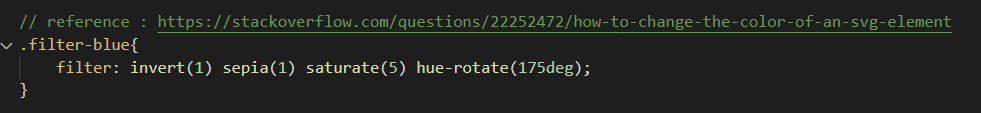 // reference : https://stackoverflow.com/questions/22252472/how-to-change-the-color-of-an-svg-element
.filter-blue{
    filter: invert(1) sepia(1) saturate(5) hue-rotate(175deg);
}